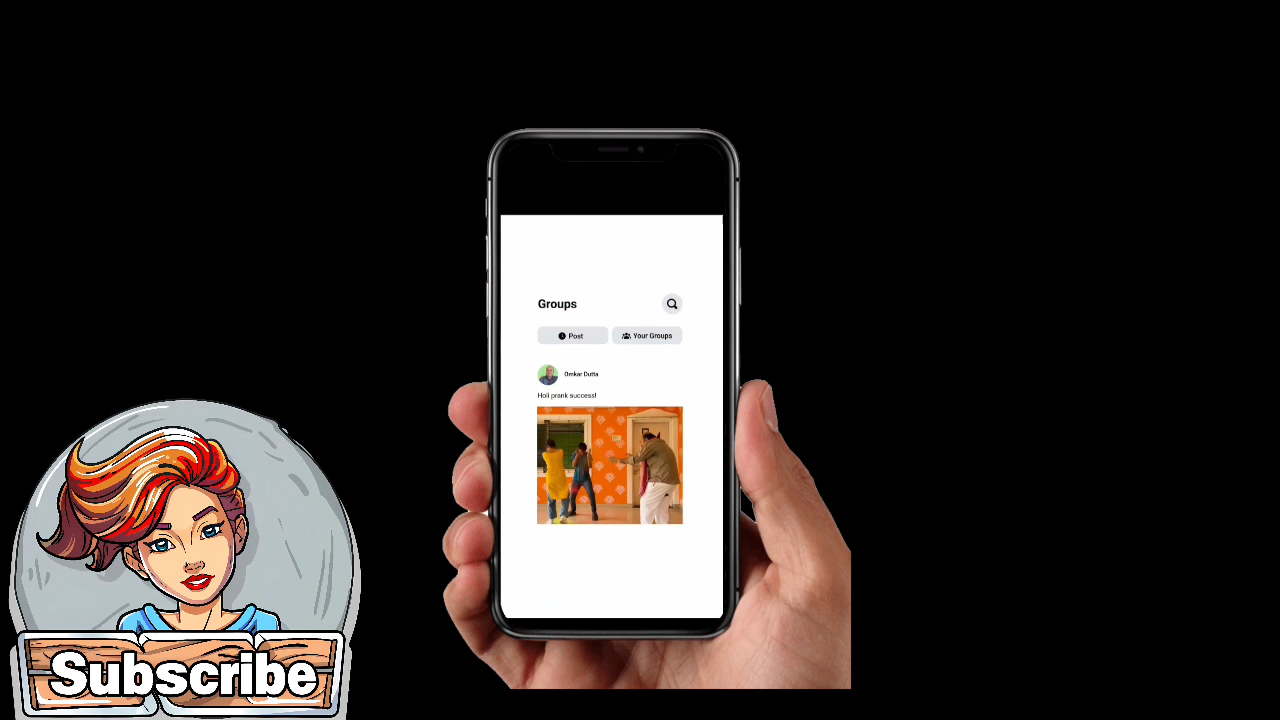 Groups
Post
Your Groups
Omkar Dutta
Holi prank success!
Subscribe